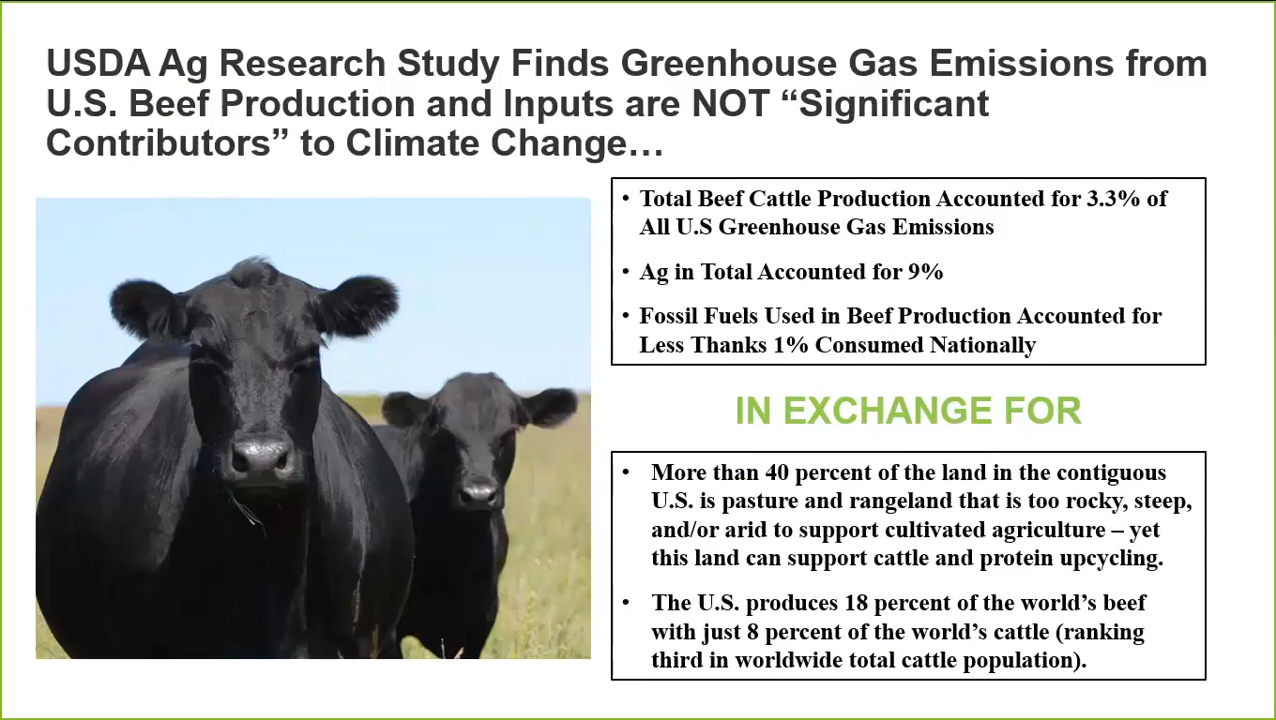 USDA Ag Research Study Finds Greenhouse Gas Emissions from
U.S. Beef Production and Inputs are NOT “Significant
Contributors” to Climate Change…
• Total Beef Cattle Production Accounted for 3.3% of
All U.S Greenhouse Gas Emissions
• Ag in Total Accounted for 9%
• Fossil Fuels Used in Beef Production Accounted for
Less Thanks 1% Consumed Nationally
IN EXCHANGE FOR
• More than 40 percent of the land in the contiguous
U.S. is pasture and rangeland that is too rocky, steep,
and/or arid to support cultivated agriculture – yet
this land can support cattle and protein upcycling.
• The U.S. produces 18 percent of the world’s beef
with just 8 percent of the world’s cattle (ranking
third in worldwide total cattle population).